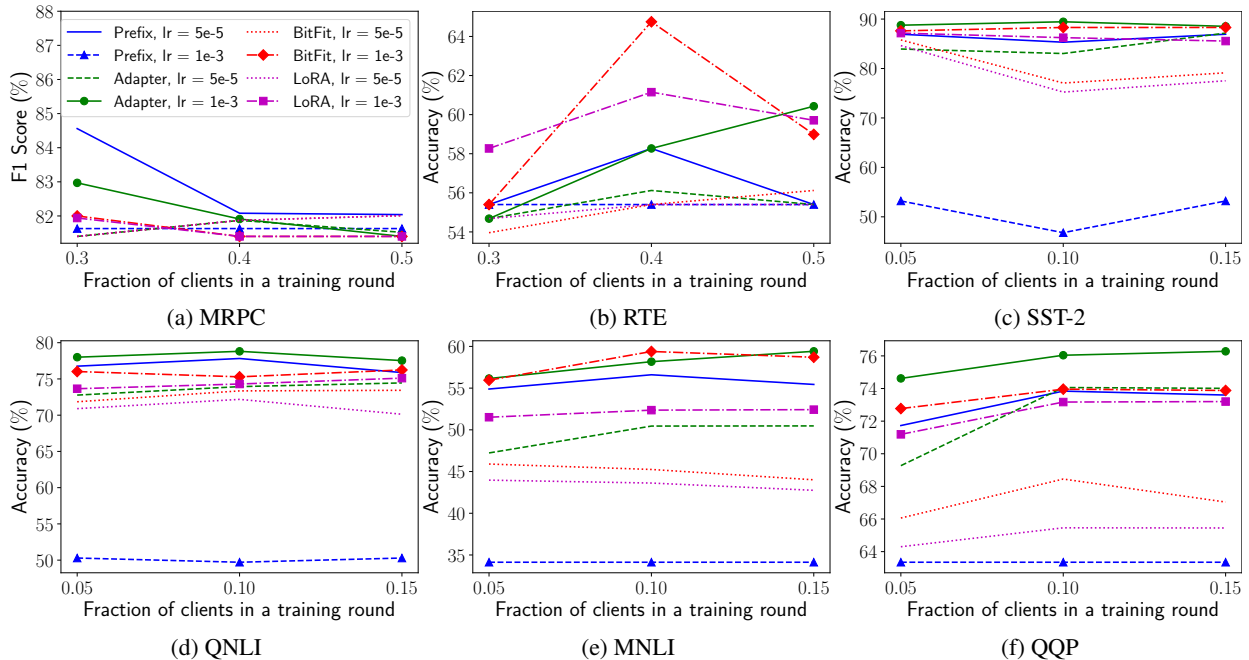 88
87
86
85
84
83
82
F1 Score (%)
Prefix, lr = 5e-5
Prefix, lr = 1e-3
Adapter, lr = 5e-5
Adapter, lr = 1e-3
BitFit, lr = 5e-5
BitFit, lr = 1e-3
LoRA, lr = 5e-5
LoRA, lr = 1e-3
0.3 0.4 0.5
Fraction of clients in a training round
(a) MRPC
64
62
60
58
56
54
Accuracy (%)
0.3 0.4 0.5
Fraction of clients in a training round
(b) RTE
90
80
70
60
50
Accuracy (%)
0.05 0.10 0.15
Fraction of clients in a training round
(c) SST-2
80
75
70
65
60
55
50
Accuracy (%)
0.05 0.10 0.15
Fraction of clients in a training round
(d) QNLI
60
55
50
45
40
35
Accuracy (%)
0.05 0.10 0.15
Fraction of clients in a training round
(e) MNLI
76
74
72
70
68
66
64
Accuracy (%)
0.05 0.10 0.15
Fraction of clients in a training round
(f) QQP